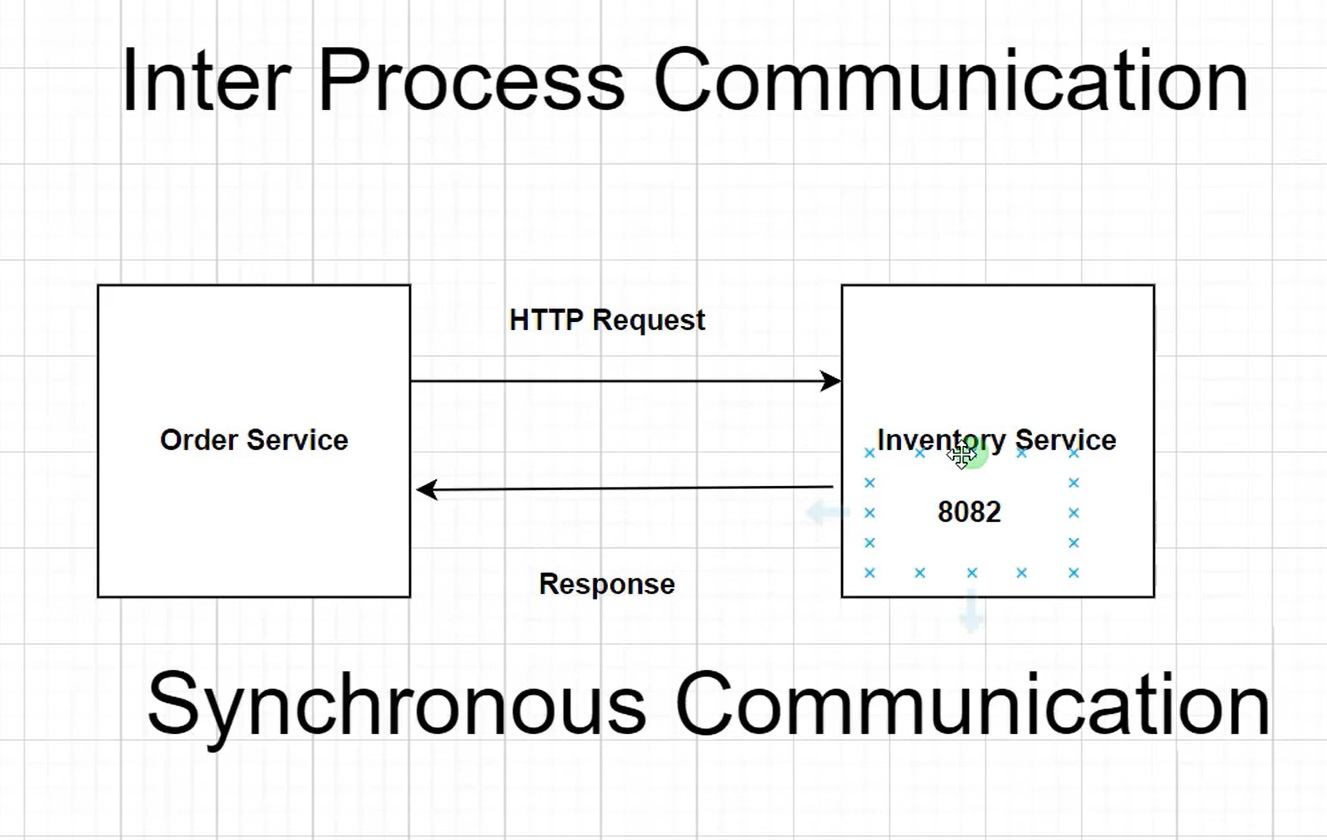 Inter Process Communication
HTTP Request
Order Service
Inventory Service
8082
Response
Synchronous Communication